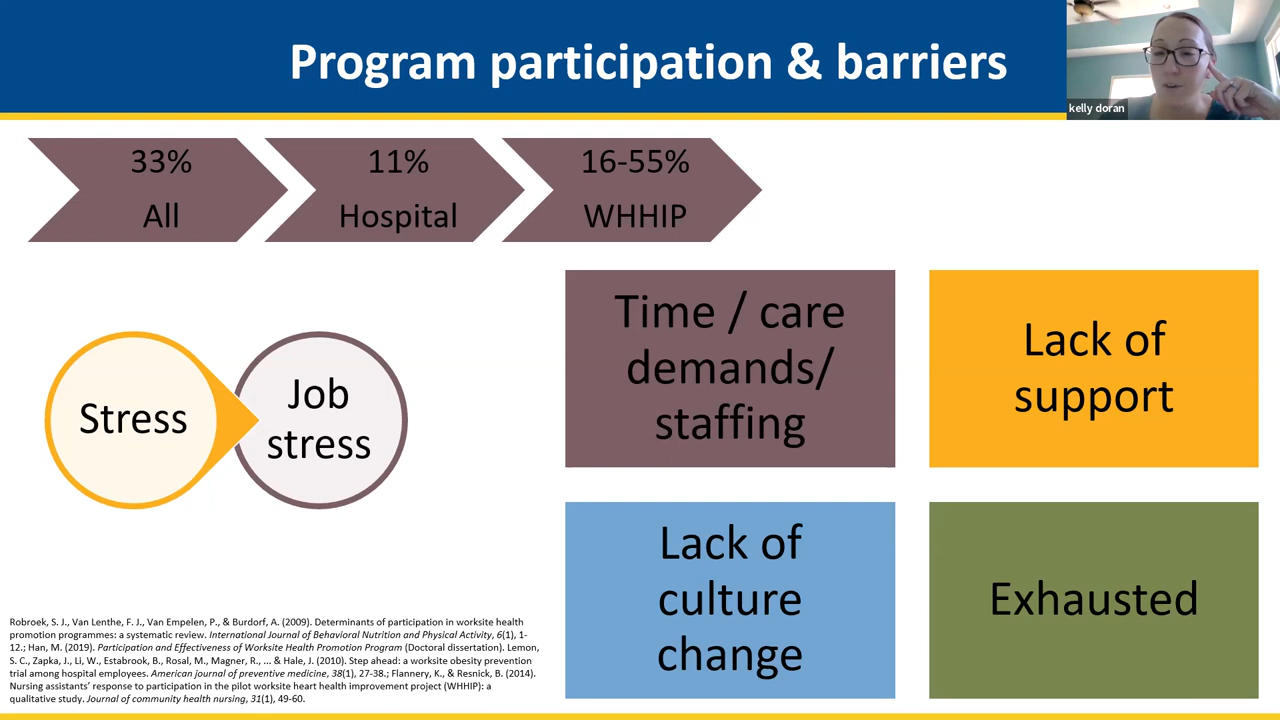 Program participation & barriers
kelly doran
33%
All
11%
Hospital
16-55%
WHHIP
Stress
Job
stress
Time / care
demands/
staffing
Lack of
support
Lack of
culture
change
Exhausted
Robroek, S. J., Van Lenthe, F. J., Van Empelen, P., & Burdorf, A. (2009). Determinants of participation in worksite health
promotion programmes: a systematic review. International Journal of Behavioral Nutrition and Physical Activity, 6(1), 1-
12.; Han, M. (2019). Participation and Effectiveness of Worksite Health Promotion Program (Doctoral dissertation). Lemon,
S. C., Zapka, J., Li, W., Estabrook, B., Rosal, M., Magner, R., ... & Hale, J. (2010). Step ahead: a worksite obesity prevention
trial among hospital employees. American journal of preventive medicine, 38(1), 27-38.; Flannery, K., & Resnick, B. (2014).
Nursing assistants’ response to participation in the pilot worksite heart health improvement project (WHHIP): a
qualitative study. Journal of community health nursing, 31(1), 49-60.